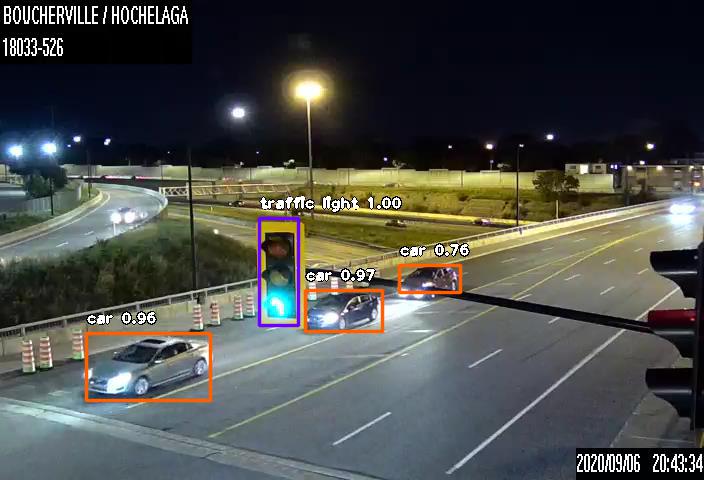 BOUCHERVILLE / HOCHELAGA
18033-526
traffic light 1.00
car 0.76
car 0.97
car 0.96
2020/09/06 20:43:34